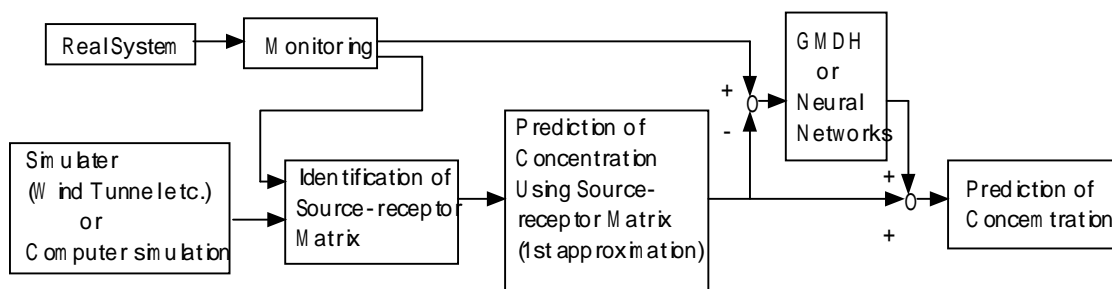 Real System
Monitoring
GMDH
or
Neural
Networks
+
-
Simulater
(Wind Tunnel etc.)
or
Computer simulation
Identification of
Source-receptor
Matrix
Prediction of
Concentration
Using Source-
receptor Matrix
(1st approximation)
+
+
Prediction of
Concemtration